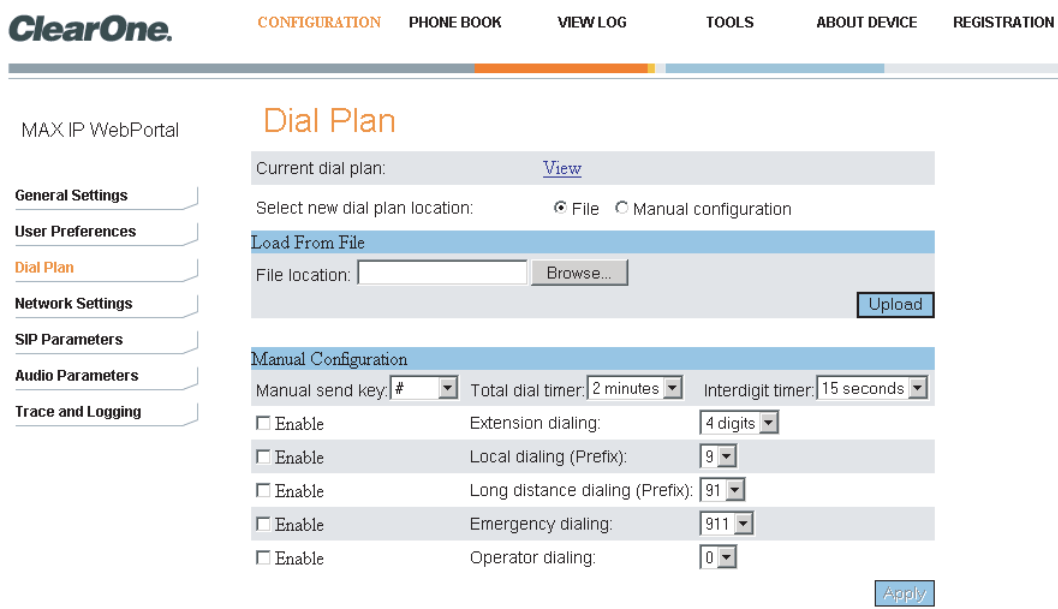 ClearOne.
CONFIGURATION PHONE BOOK VIEW LOG TOOLS ABOUT DEVICE REGISTRATION
MAX IP WebPortal
General Settings
User Preferences
Dial Plan
Network Settings
SIP Parameters
Audio Parameters
Trace and Logging
Dial Plan
Current dial plan: View
Select new dial plan location: File Manual configuration
Load From File
File location: Browse...
Upload
Manual Configuration
Manual send key: # Total dial timer: 2 minutes Interdigit timer: 15 seconds
Enable Extension dialing: 4 digits
Enable Local dialing (Prefix): 9
Enable Long distance dialing (Prefix): 91
Enable Emergency dialing: 911
Enable Operator dialing: 0
Apply